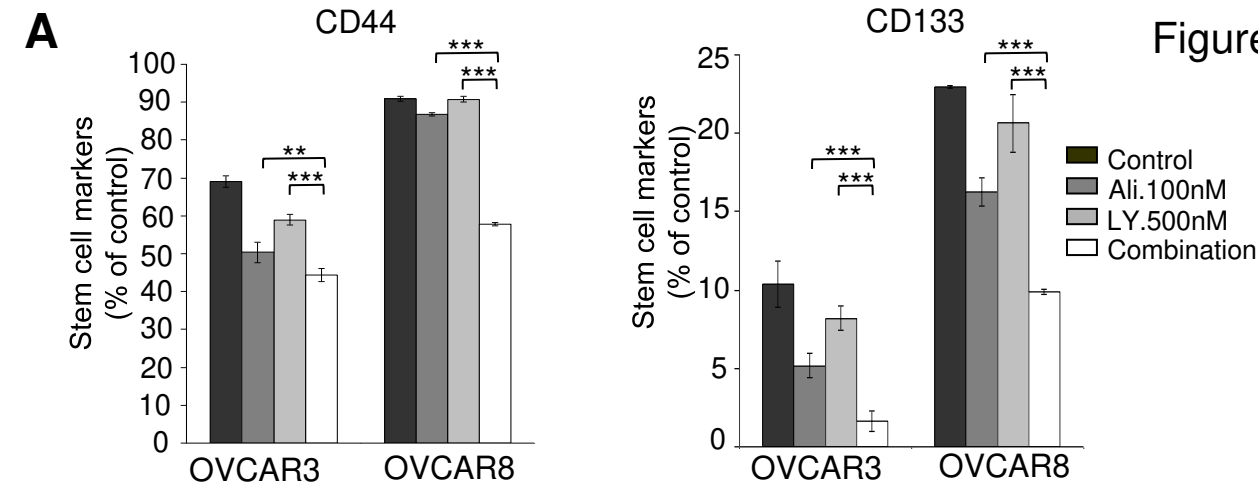 A
CD44
CD133
Figure
Stem cell markers
(% of control)
100
90
80
70
60
50
40
30
20
10
0
**
***
***
***
OVCAR3
OVCAR8
Stem cell markers
(% of control)
25
20
15
10
5
0
***
***
***
***
OVCAR3
OVCAR8
Control
Ali.100nM
LY.500nM
Combination